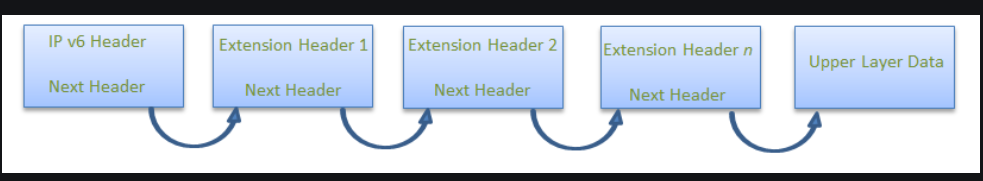 IP v6 Header
Next Header
Extension Header 1
Next Header
Extension Header 2
Next Header
Extension Header n
Next Header
Upper Layer Data